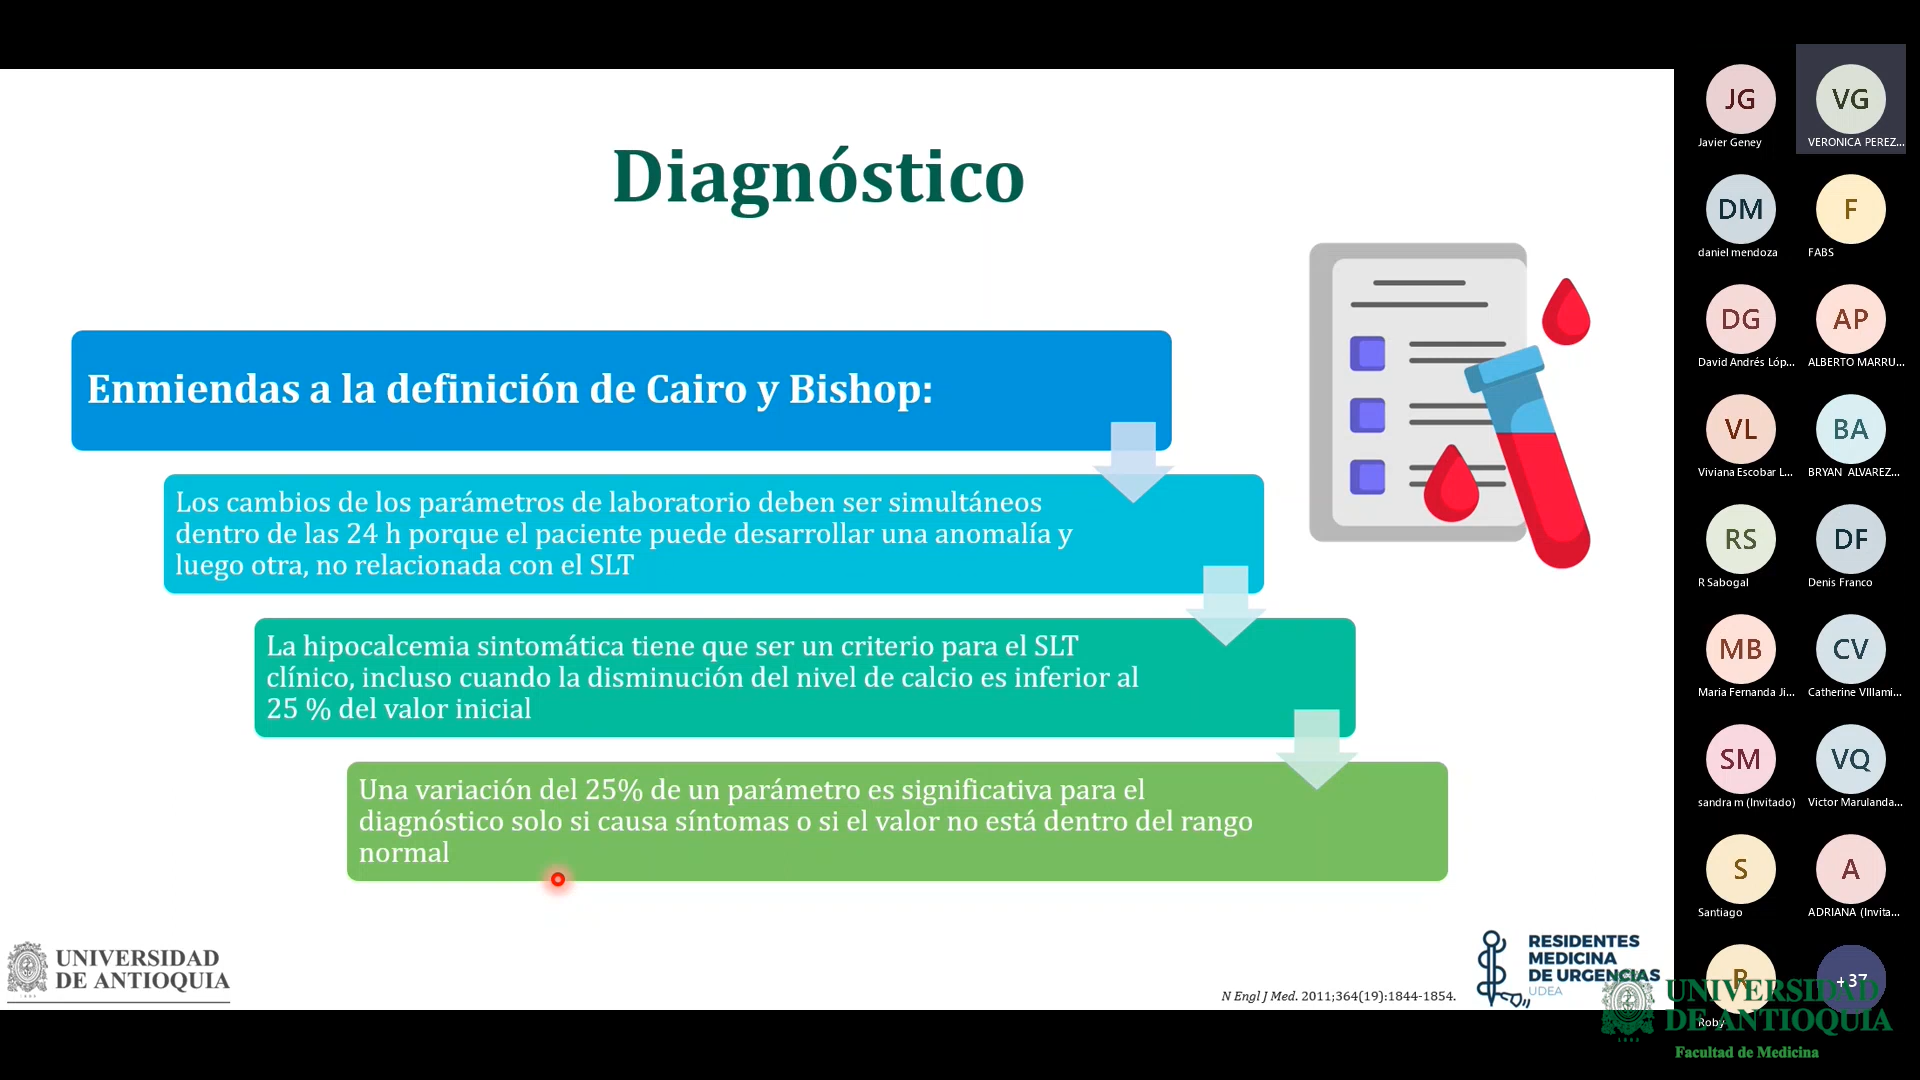 Diagnóstico
Enmiendas a la definición de Cairo y Bishop:
Los cambios de los parámetros de laboratorio deben ser simultáneos
dentro de las 24 h porque el paciente puede desarrollar una anomalía y
luego otra, no relacionada con el SLT
La hipocalcemia sintomática tiene que ser un criterio para el SLT
clínico, incluso cuando la disminución del nivel de calcio es inferior al
25 % del valor inicial
Una variación del 25% de un parámetro es significativa para el
diagnóstico solo si causa síntomas o si el valor no está dentro del rango
normal
UNIVERSIDAD
DE ANTIOQUIA
N Engl J Med. 2011;364(19):1844-1854.
RESIDENTES
MEDICINA
DE URGENCIAS
UDEA
JG
Javier Geney
VG
VERONICA PEREZ...
DM
daniel mendoza
F
FABS
DG
David Andrés Lóp...
AP
ALBERTO MARRU...
VL
Viviana Escobar L...
BA
BRYAN ALVAREZ...
RS
R Sabogal
DF
Denis Franco
MB
Maria Fernanda Ji...
CV
Catherine VIllami...
SM
sandra m (Invitado)
VQ
Victor Marulanda...
S
Santiago
A
ADRIANA (Invita...
R
Roby
+37
UNIVERSIDAD
DE ANTIOQUIA
Facultad de Medicina